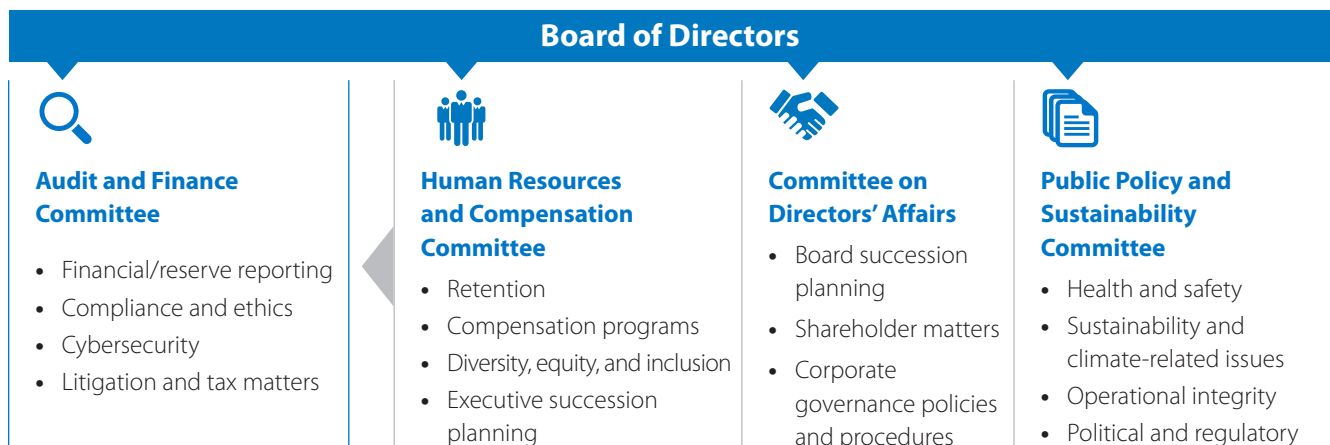 Board of Directors
Audit and Finance
Committee
• Financial/reserve reporting
• Compliance and ethics
• Cybersecurity
• Litigation and tax matters
Human Resources
and Compensation
Committee
• Retention
• Compensation programs
• Diversity, equity, and inclusion
• Executive succession
planning
Committee on
Directors’ Affairs
• Board succession
planning
• Shareholder matters
• Corporate
governance policies
and procedures
Public Policy and
Sustainability
Committee
• Health and safety
• Sustainability and
climate-related issues
• Operational integrity
• Political and regulatory